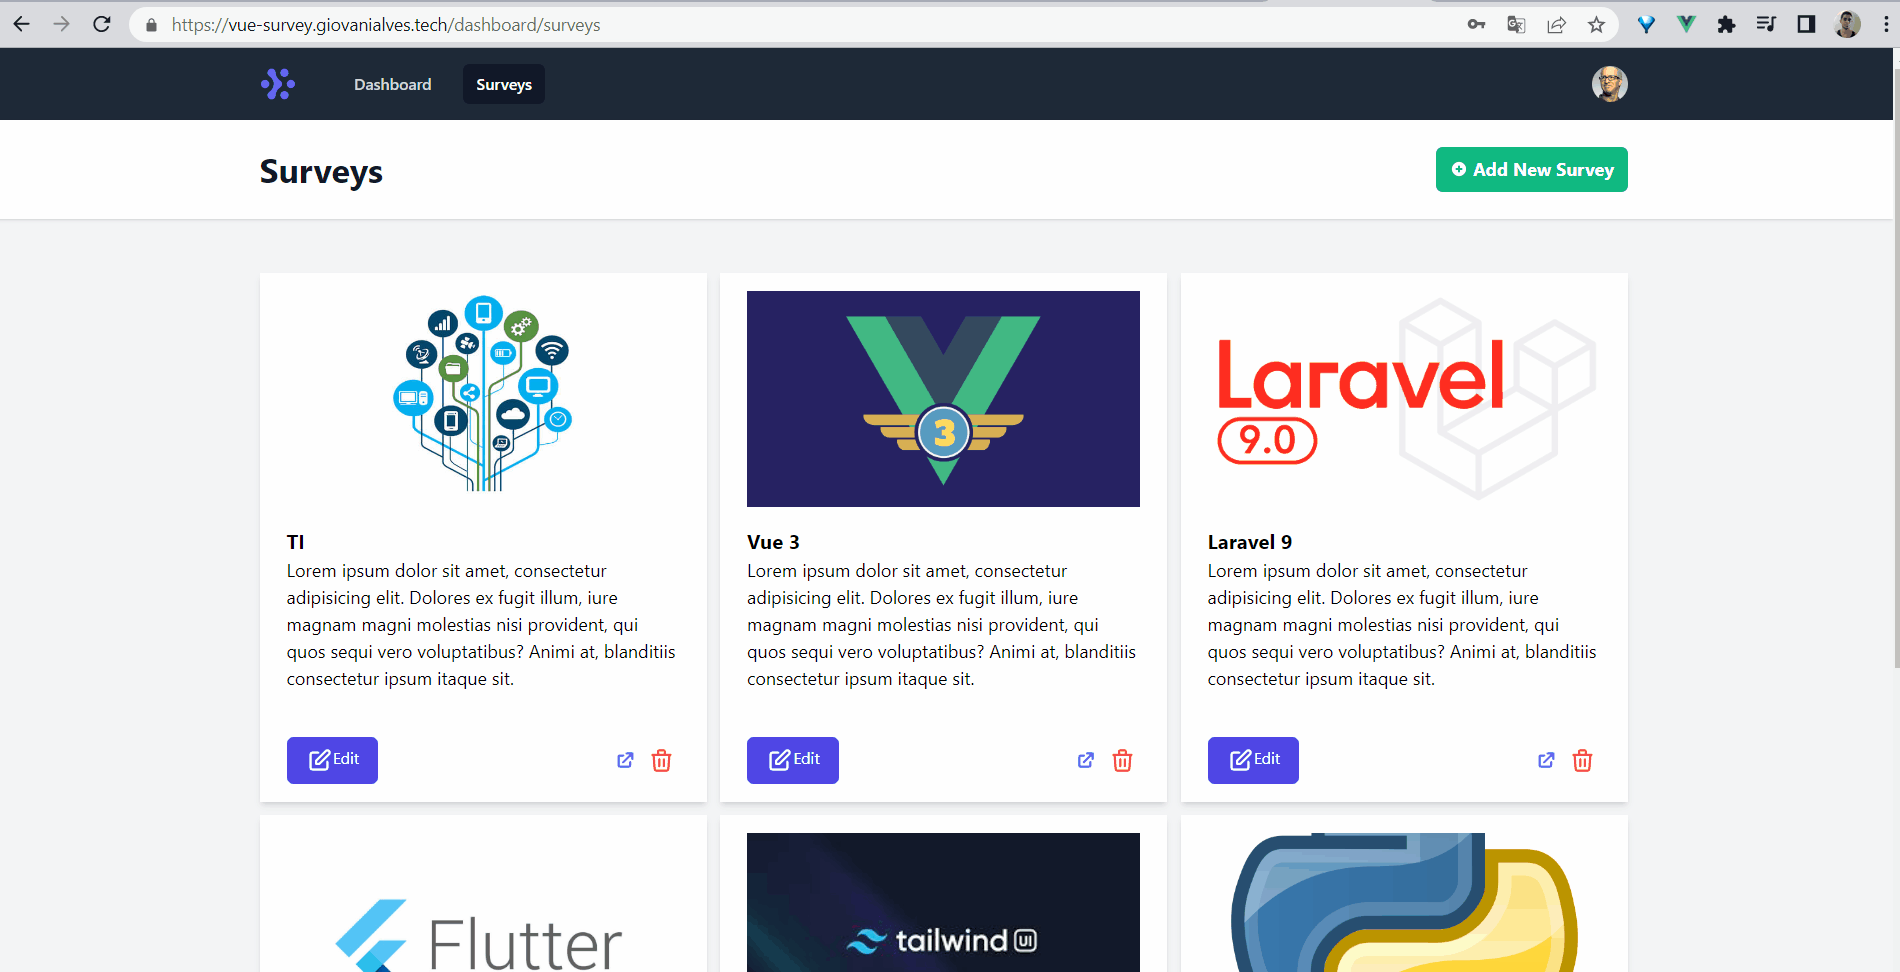 https://vue-survey.giovanialves.tech/dashboard/surveys
Dashboard
Surveys
Surveys
Add New Survey
3
Laravel
9.0
TI
Lorem ipsum dolor sit amet, consectetur
adipisicing elit. Dolores ex fugit illum, iure
magnam magni molestias nisi provident, qui
quos sequi vero voluptatibus? Animi at, blanditiis
consectetur ipsum itaque sit.
Edit
Vue 3
Lorem ipsum dolor sit amet, consectetur
adipisicing elit. Dolores ex fugit illum, iure
magnam magni molestias nisi provident, qui
quos sequi vero voluptatibus? Animi at, blanditiis
consectetur ipsum itaque sit.
Edit
Laravel 9
Lorem ipsum dolor sit amet, consectetur
adipisicing elit. Dolores ex fugit illum, iure
magnam magni molestias nisi provident, qui
quos sequi vero voluptatibus? Animi at, blanditiis
consectetur ipsum itaque sit.
Edit
Flutter
tailwind UI